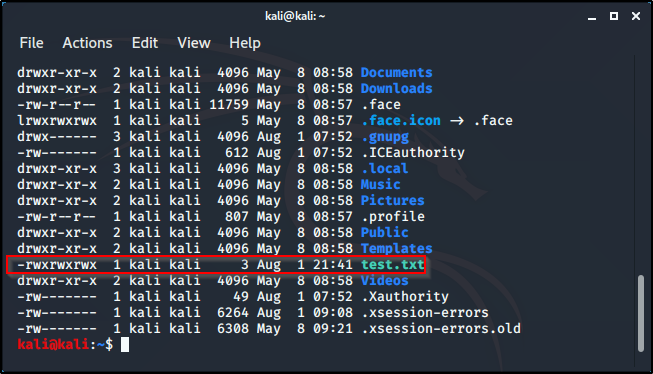 kali@kali: ~
File Actions Edit View Help
drwxr-xr-x 2 kali kali 4096 May 8 08:58 Documents
drwxr-xr-x 2 kali kali 4096 May 8 08:58 Downloads
-rw-r--r-- 1 kali kali 11759 May 8 08:57 .face
lrwxrwxrwx 1 kali kali 5 May 8 08:57 .face.icon → .face
drwx------ 3 kali kali 4096 Aug 1 07:52 .gnupg
-rw------- 1 kali kali 612 Aug 1 07:52 .ICEauthority
drwxr-xr-x 3 kali kali 4096 May 8 08:58 .local
drwxr-xr-x 2 kali kali 4096 May 8 08:58 Music
drwxr-xr-x 2 kali kali 4096 May 8 08:58 Pictures
-rw-r--r-- 1 kali kali 807 May 8 08:57 .profile
drwxr-xr-x 2 kali kali 4096 May 8 08:58 Public
drwxr-xr-x 2 kali kali 4096 May 8 08:58 Templates
-rwxrwxrwx 1 kali kali 3 Aug 1 21:41 test.txt
drwxr-xr-x 2 kali kali 4096 May 8 08:58 Videos
-rw------- 1 kali kali 49 Aug 1 07:52 .Xauthority
-rw------- 1 kali kali 6264 Aug 1 09:08 .xsession-errors
-rw------- 1 kali kali 6308 May 8 09:21 .xsession-errors.old
kali@kali:~$